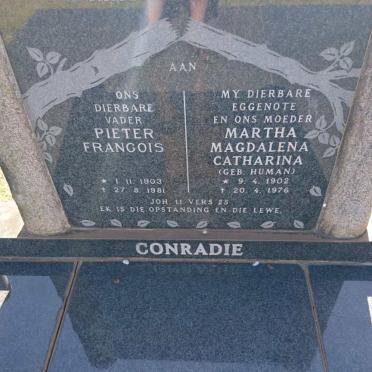 AAN
ONS
DIERBARE
VADER
PIETER
FRANCOIS
★ 1. 11. 1903
† 27. 8. 1981
MY DIERBARE
EGGENOTE
EN ONS MOEDER
MARTHA
MAGDALENA
CATHARINA
(GEB. HUMAN)
★ 9. 4. 1902
† 20. 4. 1976
JOH. 11 VERS 25
EK IS DIE OPSTANDING EN DIE LEWE.
CONRADIE